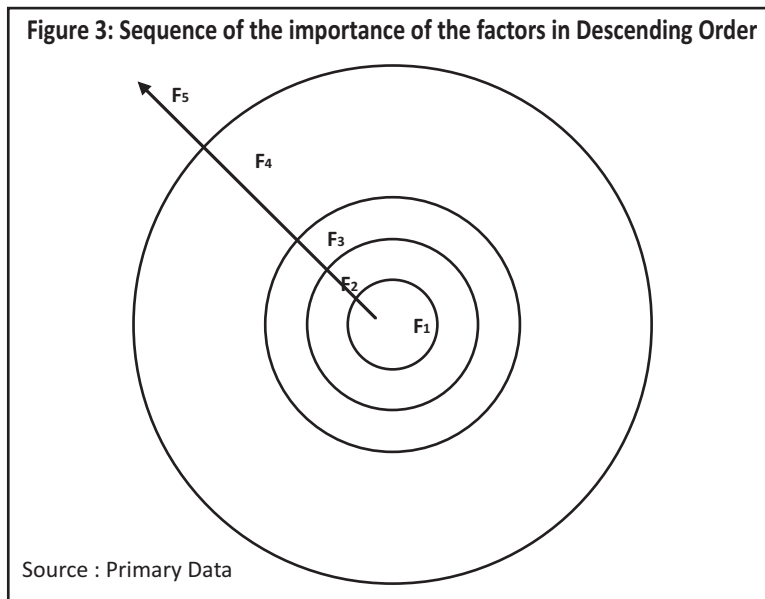 Figure 3: Sequence of the importance of the factors in Descending Order
F5
F4
F3
F2
F1
Source : Primary Data